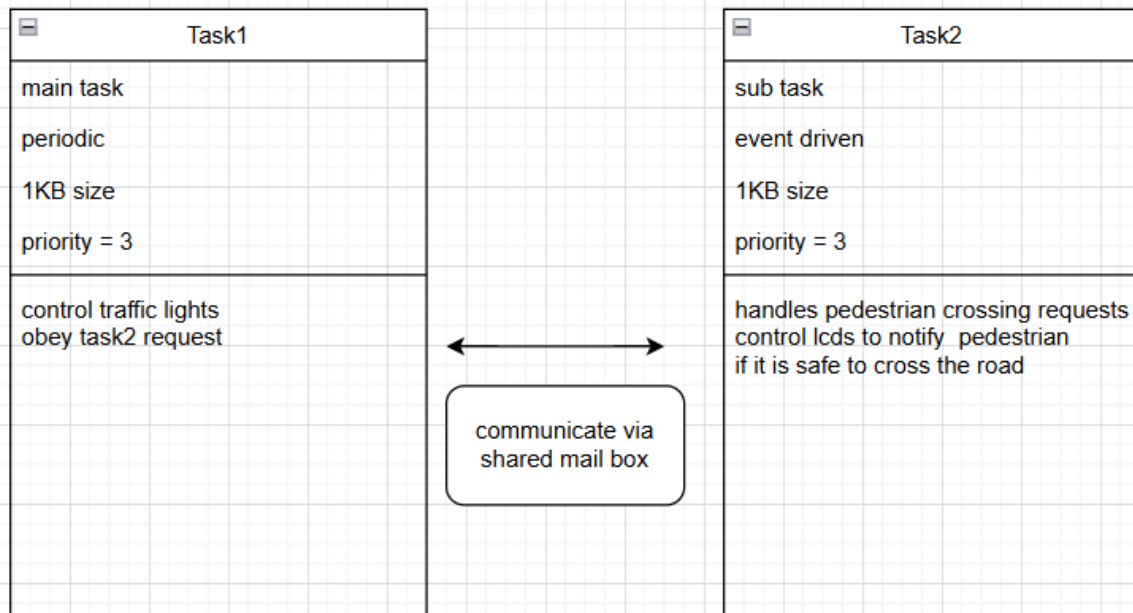 Task1
main task
periodic
1KB size
priority = 3
control traffic lights
obey task2 request
communicate via
shared mail box
Task2
sub task
event driven
1KB size
priority = 3
handles pedestrian crossing requests
control lcds to notify pedestrian
if it is safe to cross the road